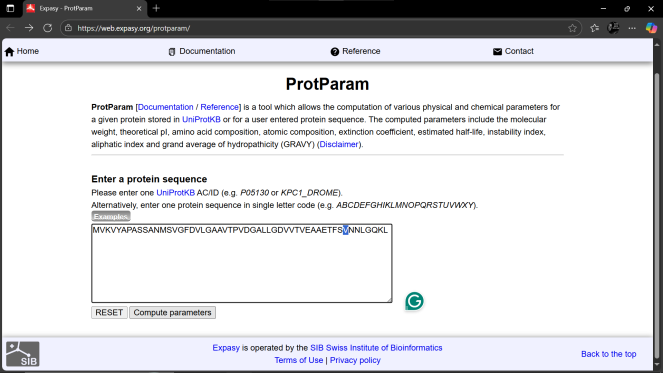 Expasy - ProtParam
https://web.expasy.org/protparam/
Home
Documentation
Reference
Contact
ProtParam
ProtParam [Documentation / Reference] is a tool which allows the computation of various physical and chemical parameters for
a given protein stored in UniProtKB or for a user entered protein sequence. The computed parameters include the molecular
weight, theoretical pI, amino acid composition, atomic composition, extinction coefficient, estimated half-life, instability index,
aliphatic index and grand average of hydropathicity (GRAVY) (Disclaimer).
Enter a protein sequence
Please enter one UniProtKB AC/ID (e.g. P05130 or KPC1_DROME).
Alternatively, enter one protein sequence in single letter code (e.g. ABCDEFGHIKLMNOPQRSTUVWXY).
Examples
MVKVYAPASSANMSVGFDVLGAAVTPVDGALLGDVVTVEAAETFSVNNLGQKL
RESET Compute parameters
SIB
Expasy is operated by the SIB Swiss Institute of Bioinformatics
Terms of Use | Privacy policy
Back to the top